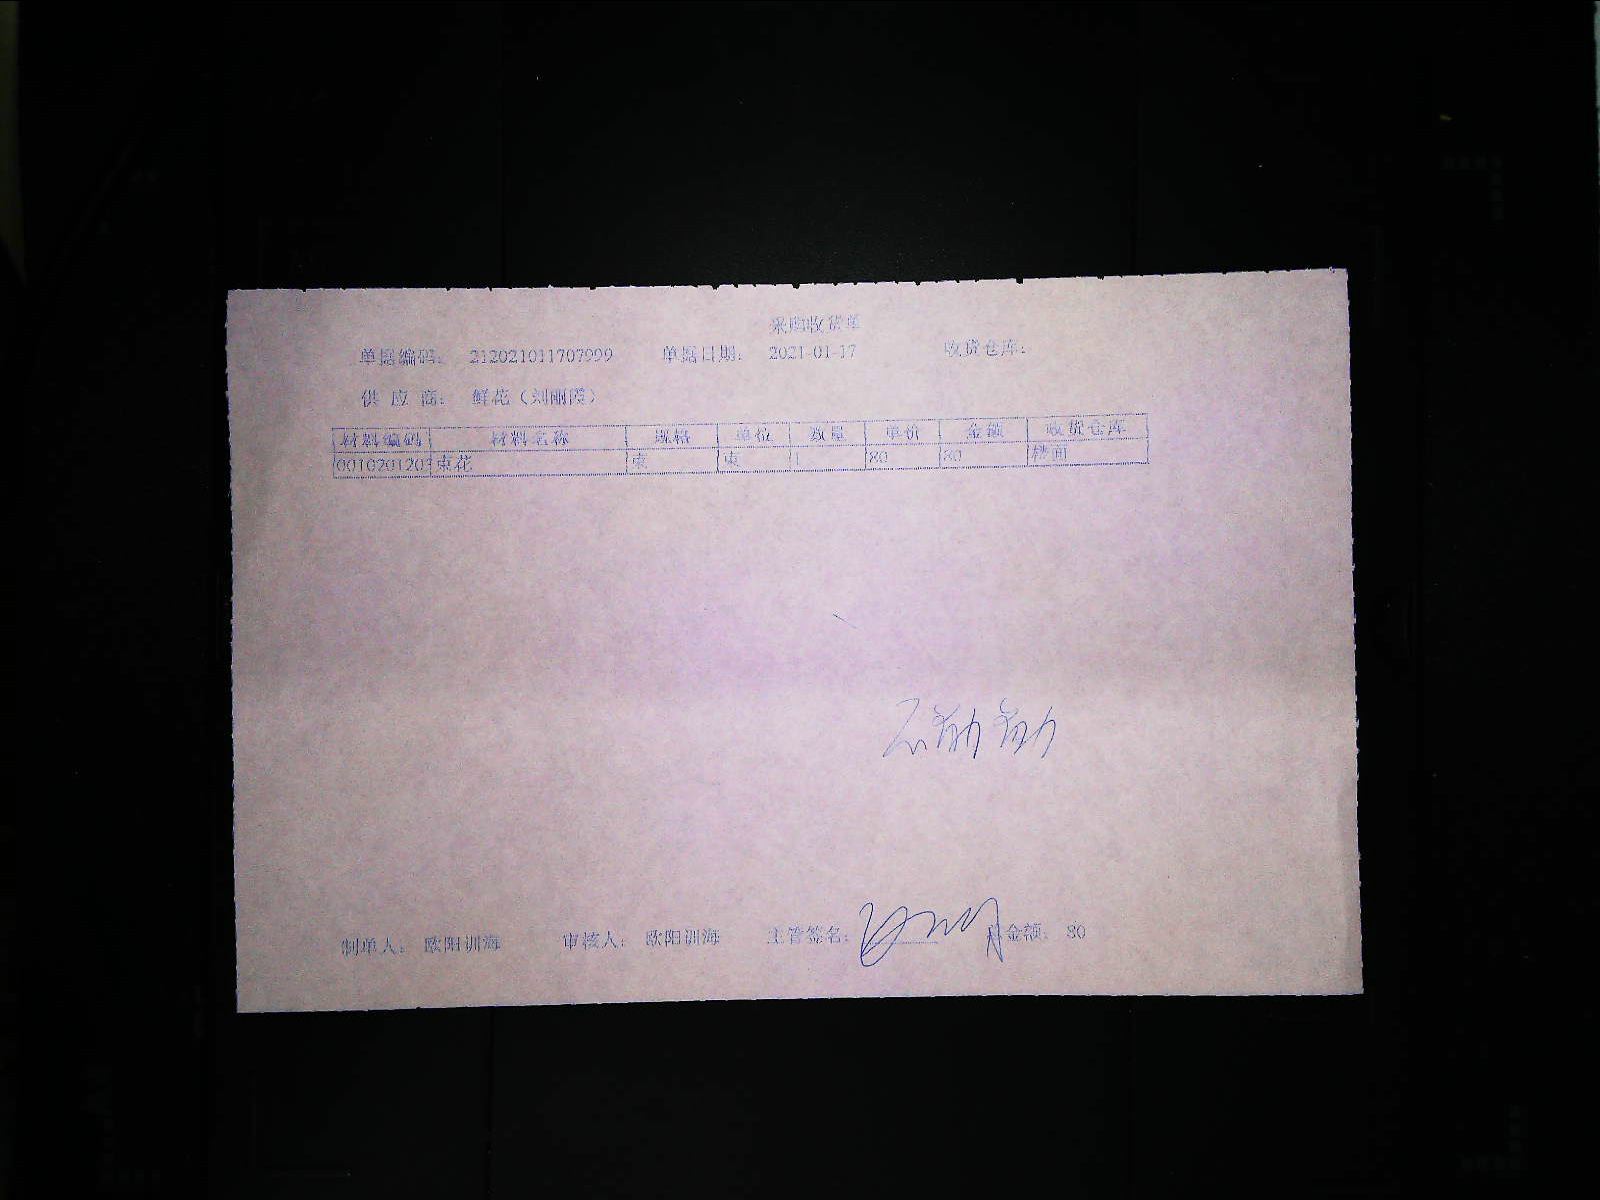 采购收货单
单据编码: 212021011707999 单据日期: 2021-01-17 收货仓库:
供应商: 鲜花（刘丽霞）
材料编码 材料名称 规格 单位 数量 单价 金额 收货仓库
001020120 束花 束 束 1 80 80 楼面
制单人: 欧阳训海 审核人: 欧阳训海 主管签名: 金额: 80